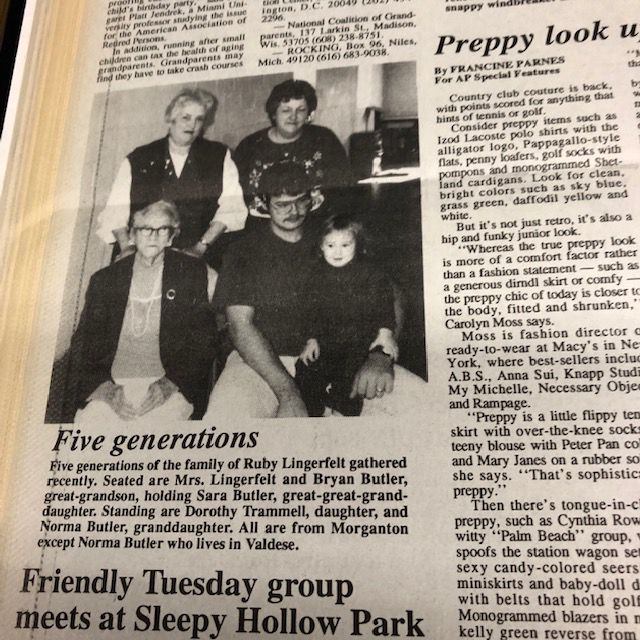 child's birthday party,"
garet Platt Jendrek, a Miami Uni-
versity professor studying the issue
for the American Association of
Retired Persons.
In addition, running after small
children can tax the health of aging
grandparents. Grandparents may
find they have to take crash courses
ington, D.C. 20049 (202)
2296.
— National Coalition of Grand-
parents, 137 Larkin St., Madison,
Wis. 53705 (608) 238-8751.
— ROCKING, Box 96, Niles,
Mich. 49120 (616) 683-9038.
Five generations
Five generations of the family of Ruby Lingerfelt gathered
recently. Seated are Mrs. Lingerfelt and Bryan Butler,
great-grandson, holding Sara Butler, great-great-grand-
daughter. Standing are Dorothy Trammell, daughter, and
Norma Butler, granddaughter. All are from Morganton
except Norma Butler who lives in Valdese.
Friendly Tuesday group
meets at Sleepy Hollow Park
snappy windbreaker
Preppy look u
By FRANCINE PARNES
For AP Special Features
Country club couture is back,
with points scored for anything that
hints of tennis or golf.
Consider preppy items such as
Izod Lacoste polo shirts with the
alligator logo, Pappagallo-style
flats, penny loafers, golf socks with
pompons and monogrammed Shet-
land cardigans. Look for clean,
bright colors such as sky blue,
grass green, daffodil yellow and
white.
But it's not just retro, it's also a
hip and funky junior look.
"Whereas the true preppy look
is more of a comfort factor rather
than a fashion statement — such as
a generous dirndl skirt or comfy —
the preppy chic of today is closer to
the body, fitted and shrunken,"
Carolyn Moss says.
Moss is fashion director o
ready-to-wear at Macy's in Ne
York, where best-sellers includ
A.B.S., Anna Sui, Knapp Studi
My Michelle, Necessary Obje
and Rampage.
"Preppy is a little flippy ten
skirt with over-the-knee socks
teeny blouse with Peter Pan co
and Mary Janes on a rubber so
she says. "That's sophistic
preppy."
Then there's tongue-in-c
preppy, such as Cynthia Row
witty "Palm Beach" group,
spoofs the station wagon set
sexy candy-colored seers
miniskirts and baby-doll d
with belts that hold golf
Monogrammed blazers in
kelly green reverse from